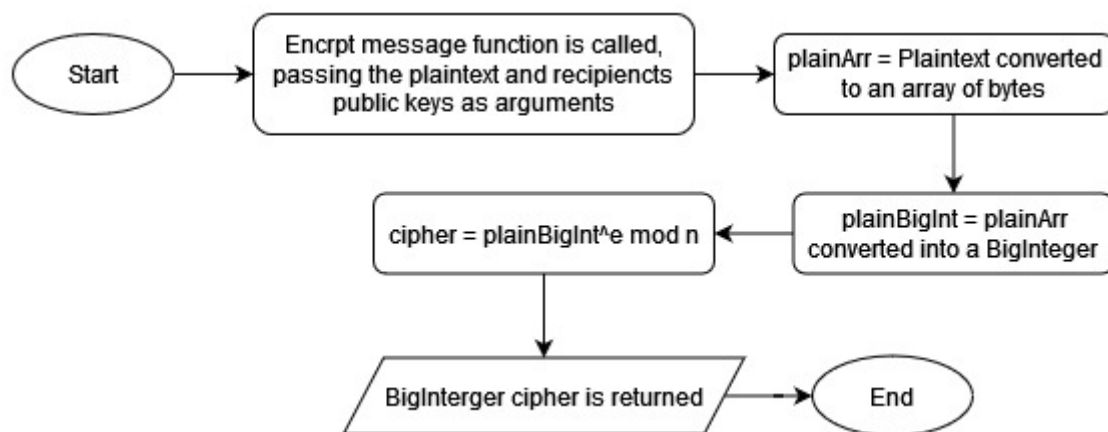 Start
Encrpt message function is called,
passing the plaintext and recipiencts
public keys as arguments
plainArr = Plaintext converted
to an array of bytes
plainBigInt = plainArr
converted into a BigInteger
cipher = plainBigInt^e mod n
BigInterger cipher is returned
End